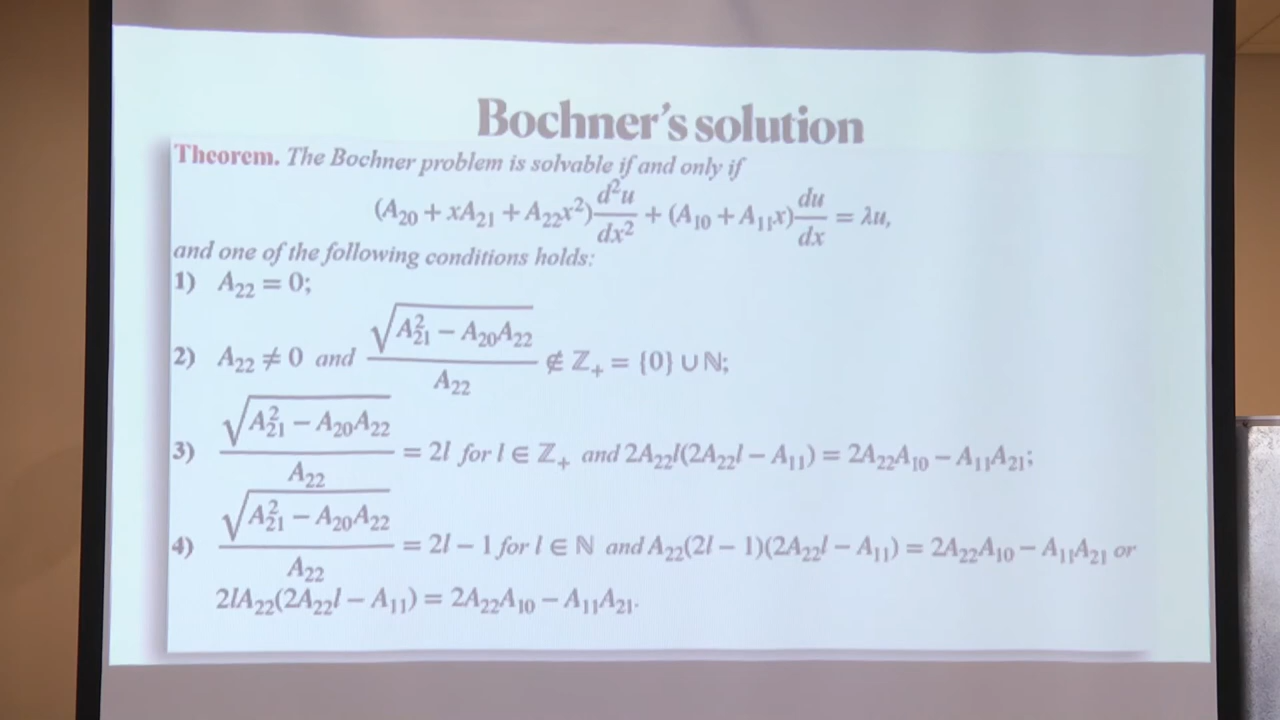 Bochner's solution
Theorem. The Bochner problem is solvable if and only if
(A₂₀ + xA₂₁ + A₂₂x²) d²u/dx² + (A₁₀ + A₁₁x) du/dx = λu,
and one of the following conditions holds:
1) A₂₂ = 0;
2) A₂₂ ≠ 0 and √(A₂₁² − A₂₀A₂₂)/A₂₂ ∉ ℤ₊ = {0} ∪ ℕ;
3) √(A₂₁² − A₂₀A₂₂)/A₂₂ = 2l for l ∈ ℤ₊ and 2A₂₂l(2A₂₂l − A₁₁) = 2A₂₂A₁₀ − A₁₁A₂₁;
4) √(A₂₁² − A₂₀A₂₂)/A₂₂ = 2l − 1 for l ∈ ℕ and A₂₂(2l − 1)(2A₂₂l − A₁₁) = 2A₂₂A₁₀ − A₁₁A₂₁ or
2lA₂₂(2A₂₂l − A₁₁) = 2A₂₂A₁₀ − A₁₁A₂₁.